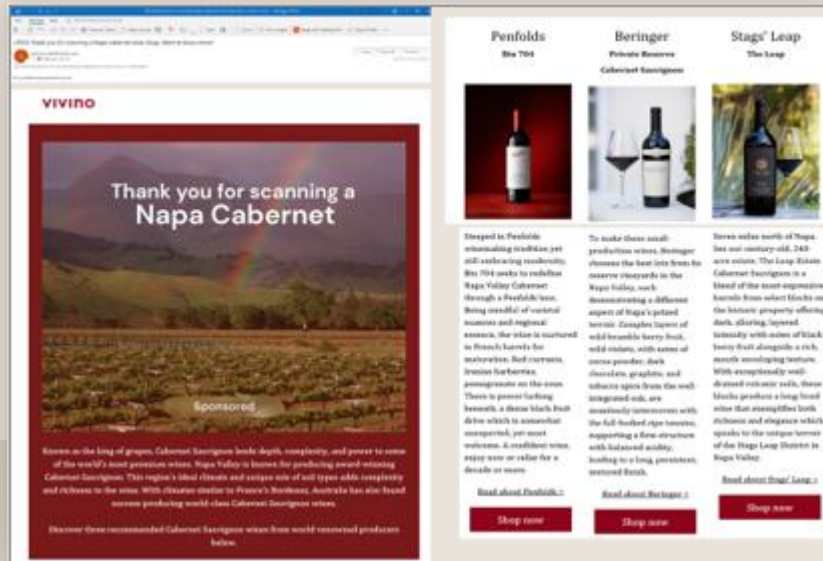 vivino
Thank you for scanning a
Napa Cabernet
Sponsored
Known as the king of grapes, Cabernet Sauvignon lends depth, complexity, and power to some
of the world's most premium wines. Napa Valley is known for producing award-winning
Cabernet Sauvignon. This region's ideal climate and unique mix of soil types adds complexity
and richness to the wine. With climates similar to France's Bordeaux, Australia has also found
success producing world-class Cabernet Sauvignon wines.
Discover three recommended Cabernet Sauvignon wines from world-renowned producers
below.
Penfolds
Bin 704
Steeped in Penfolds
winemaking tradition yet
still embracing modernity,
Bin 704 seeks to redefine
Napa Valley Cabernet
through a Penfolds lens.
Being mindful of varietal
nuances and regional
essence, the wine is nurtured
in French barrels for
maturation. Red currants,
Iranian barberries,
pomegranate on the nose.
There is power lurking
beneath, a dense black fruit
drive which is somewhat
unexpected, yet most
welcome. A confident wine,
enjoy now or cellar for a
decade or more.
Read about Penfolds >
Shop now
Beringer
Private Reserve
Cabernet Sauvignon
To make these small-
production wines, Beringer
chooses the best lots from its
reserve vineyards in the
Napa Valley, each
demonstrating a different
aspect of Napa's prized
terroir. Complex layers of
wild bramble berry fruit,
wild violets, with notes of
cocoa powder, dark
chocolate, graphite, and
tobacco spice from the well-
integrated oak, are
seamlessly interwoven with
the full-bodied ripe tannins,
supporting a firm structure
with balanced acidity,
leading to a long, persistent,
textured finish.
Read about Beringer >
Shop now
Stags' Leap
The Leap
Seven miles north of Napa.
Sea our century-old, 240-
acre estate. The Leap Estate
Cabernet Sauvignon is a
blend of the most expressive
barrels from select blocks on
the historic property offering
dark, alluring, layered
intensity with notes of black
berry fruit alongside a rich,
mouth enveloping texture.
With exceptionally well-
drained volcanic soils, these
blocks produce a long lived
wine that exemplifies both
richness and elegance which
speaks to the unique terroir
of the Stags Leap District in
Napa Valley.
Read about Stags' Leap >
Shop now